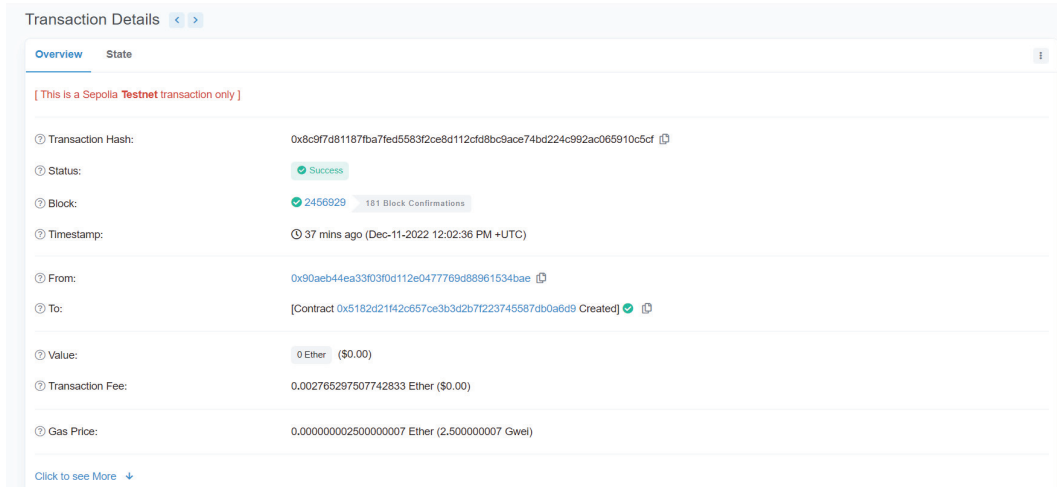 Transaction Details < >
Overview State
[ This is a Sepolia Testnet transaction only ]
Transaction Hash: 0x8c9f7d81187fba7fed5583f2ce8d112cfd8bc9ace74bd224c992ac065910c5cf
Status: Success
Block: 2456929 181 Block Confirmations
Timestamp: 37 mins ago (Dec-11-2022 12:02:36 PM +UTC)
From: 0x90aeb44ea33f03f0d112e0477769d88961534bae
To: [Contract 0x5182d21f42c657ce3b3d2b7f223745587db0a6d9 Created]
Value: 0 Ether ($0.00)
Transaction Fee: 0.002765297507742833 Ether ($0.00)
Gas Price: 0.000000002500000007 Ether (2.500000007 Gwei)
Click to see More